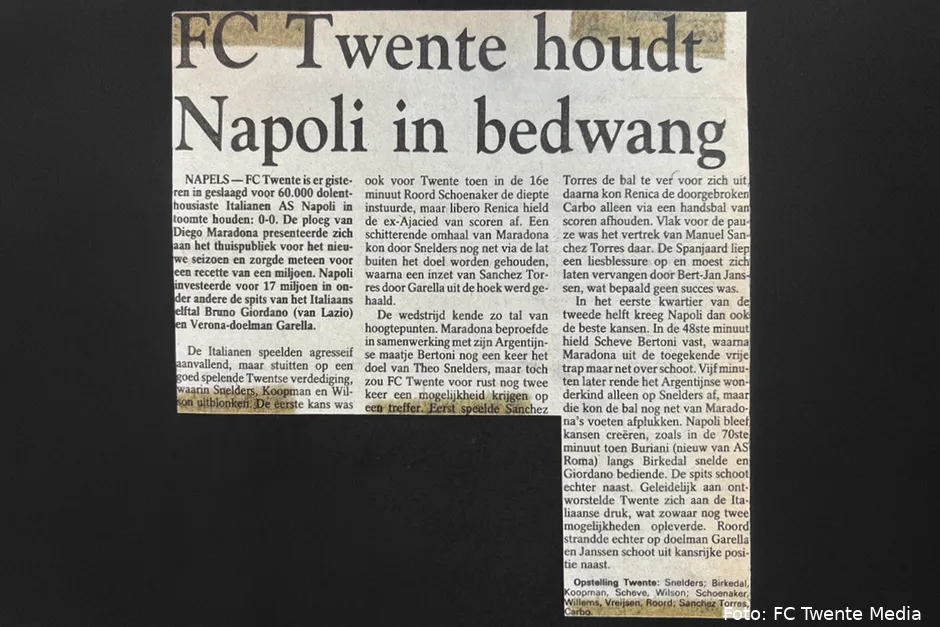 FC Twente houdt
Napoli in bedwang
NAPELS — FC Twente is er giste-
ren in geslaagd voor 60.000 dolent-
housiaste Italianen AS Napoli in
toomte houden: 0-0. De ploeg van
Diego Maradona presenteerde zich
aan het thuispubliek voor het nieu-
we seizoen en zorgde meteen voor
een recette van een miljoen. Napoli
investeerde voor 17 miljoen in on-
der andere de spits van het Italiaans
elftal Bruno Giordano (van Lazio)
en Verona-doelman Garella.
De Italienen speelden agresseif
aanvallend, maar stuitten op een
goed spelende Twentse verdediging,
waarin Snelders, Koopman en Wil-
son uitblonken. De eerste kans was
ook voor Twente toen in de 16e
minuut Roord Schoenaker de diepte
instuurde, maar libero Renica hield
de ex-Ajacied van scoren af. Een
schitterende omhaal van Maradona
kon door Snelders nog net via de lat
buiten het doel worden gehouden,
waarna een inzet van Sanchez Tor-
res door Garella uit de hoek werd ge-
haald.
De wedstrijd kende zo tal van
hoogtepunten. Maradona beproefde
in samenwerking met zijn Argentijn-
se maatje Bertoni nog een keer het
doel van Theo Snelders, maar toch
zou FC Twente voor rust nog twee
keer een mogelijkheid krijgen op
een treffer. Eerst speelde Sanchez
Torres de bal te ver voor zich uit,
daarna kon Renica de doorgebroken
Carbo alleen via een handsbal van
scoren afhouden. Vlak voor de pau-
ze was het vertrek van Manuel San-
chez Torres daar. De Spanjaard liep
een liesblessure op en moest zich
laten vervangen door Bert-Jan Jans-
sen, wat bepaald geen succes was.
In het eerste kwartier van de
tweede helft kreeg Napoli dan ook
de beste kansen. In de 48ste minuut
hield Scheve Bertoni vast, waarna
Maradona uit de toegekende vrije
trap maar net over schoot. Vijf minu-
ten later rende het Argentijnse won-
derkind alleen op Snelders af, maar
die kon de bal nog net van Marado-
na's voeten afplukken. Napoli bleef
kansen creëren, zoals in de 70ste
minuut toen Buriani (nieuw van AS
Roma) langs Birkedal snelde en
Giordano bediende. De spits schoot
echter naast. Geleidelijk aan ont-
worstelde Twente zich aan de Ita-
liaanse druk, wat zowaar nog twee
mogelijkheden opleverde. Roord
strandde echter op doelman Garella
en Janssen schoot uit kansrijke posi-
tie naast.
Opstelling Twente: Snelders; Birkedal,
Koopman, Scheve, Wilson; Schoenaker,
Willems, Vreijsen, Roord; Sanchez Torres,
Carbo.
Foto: FC Twente Media